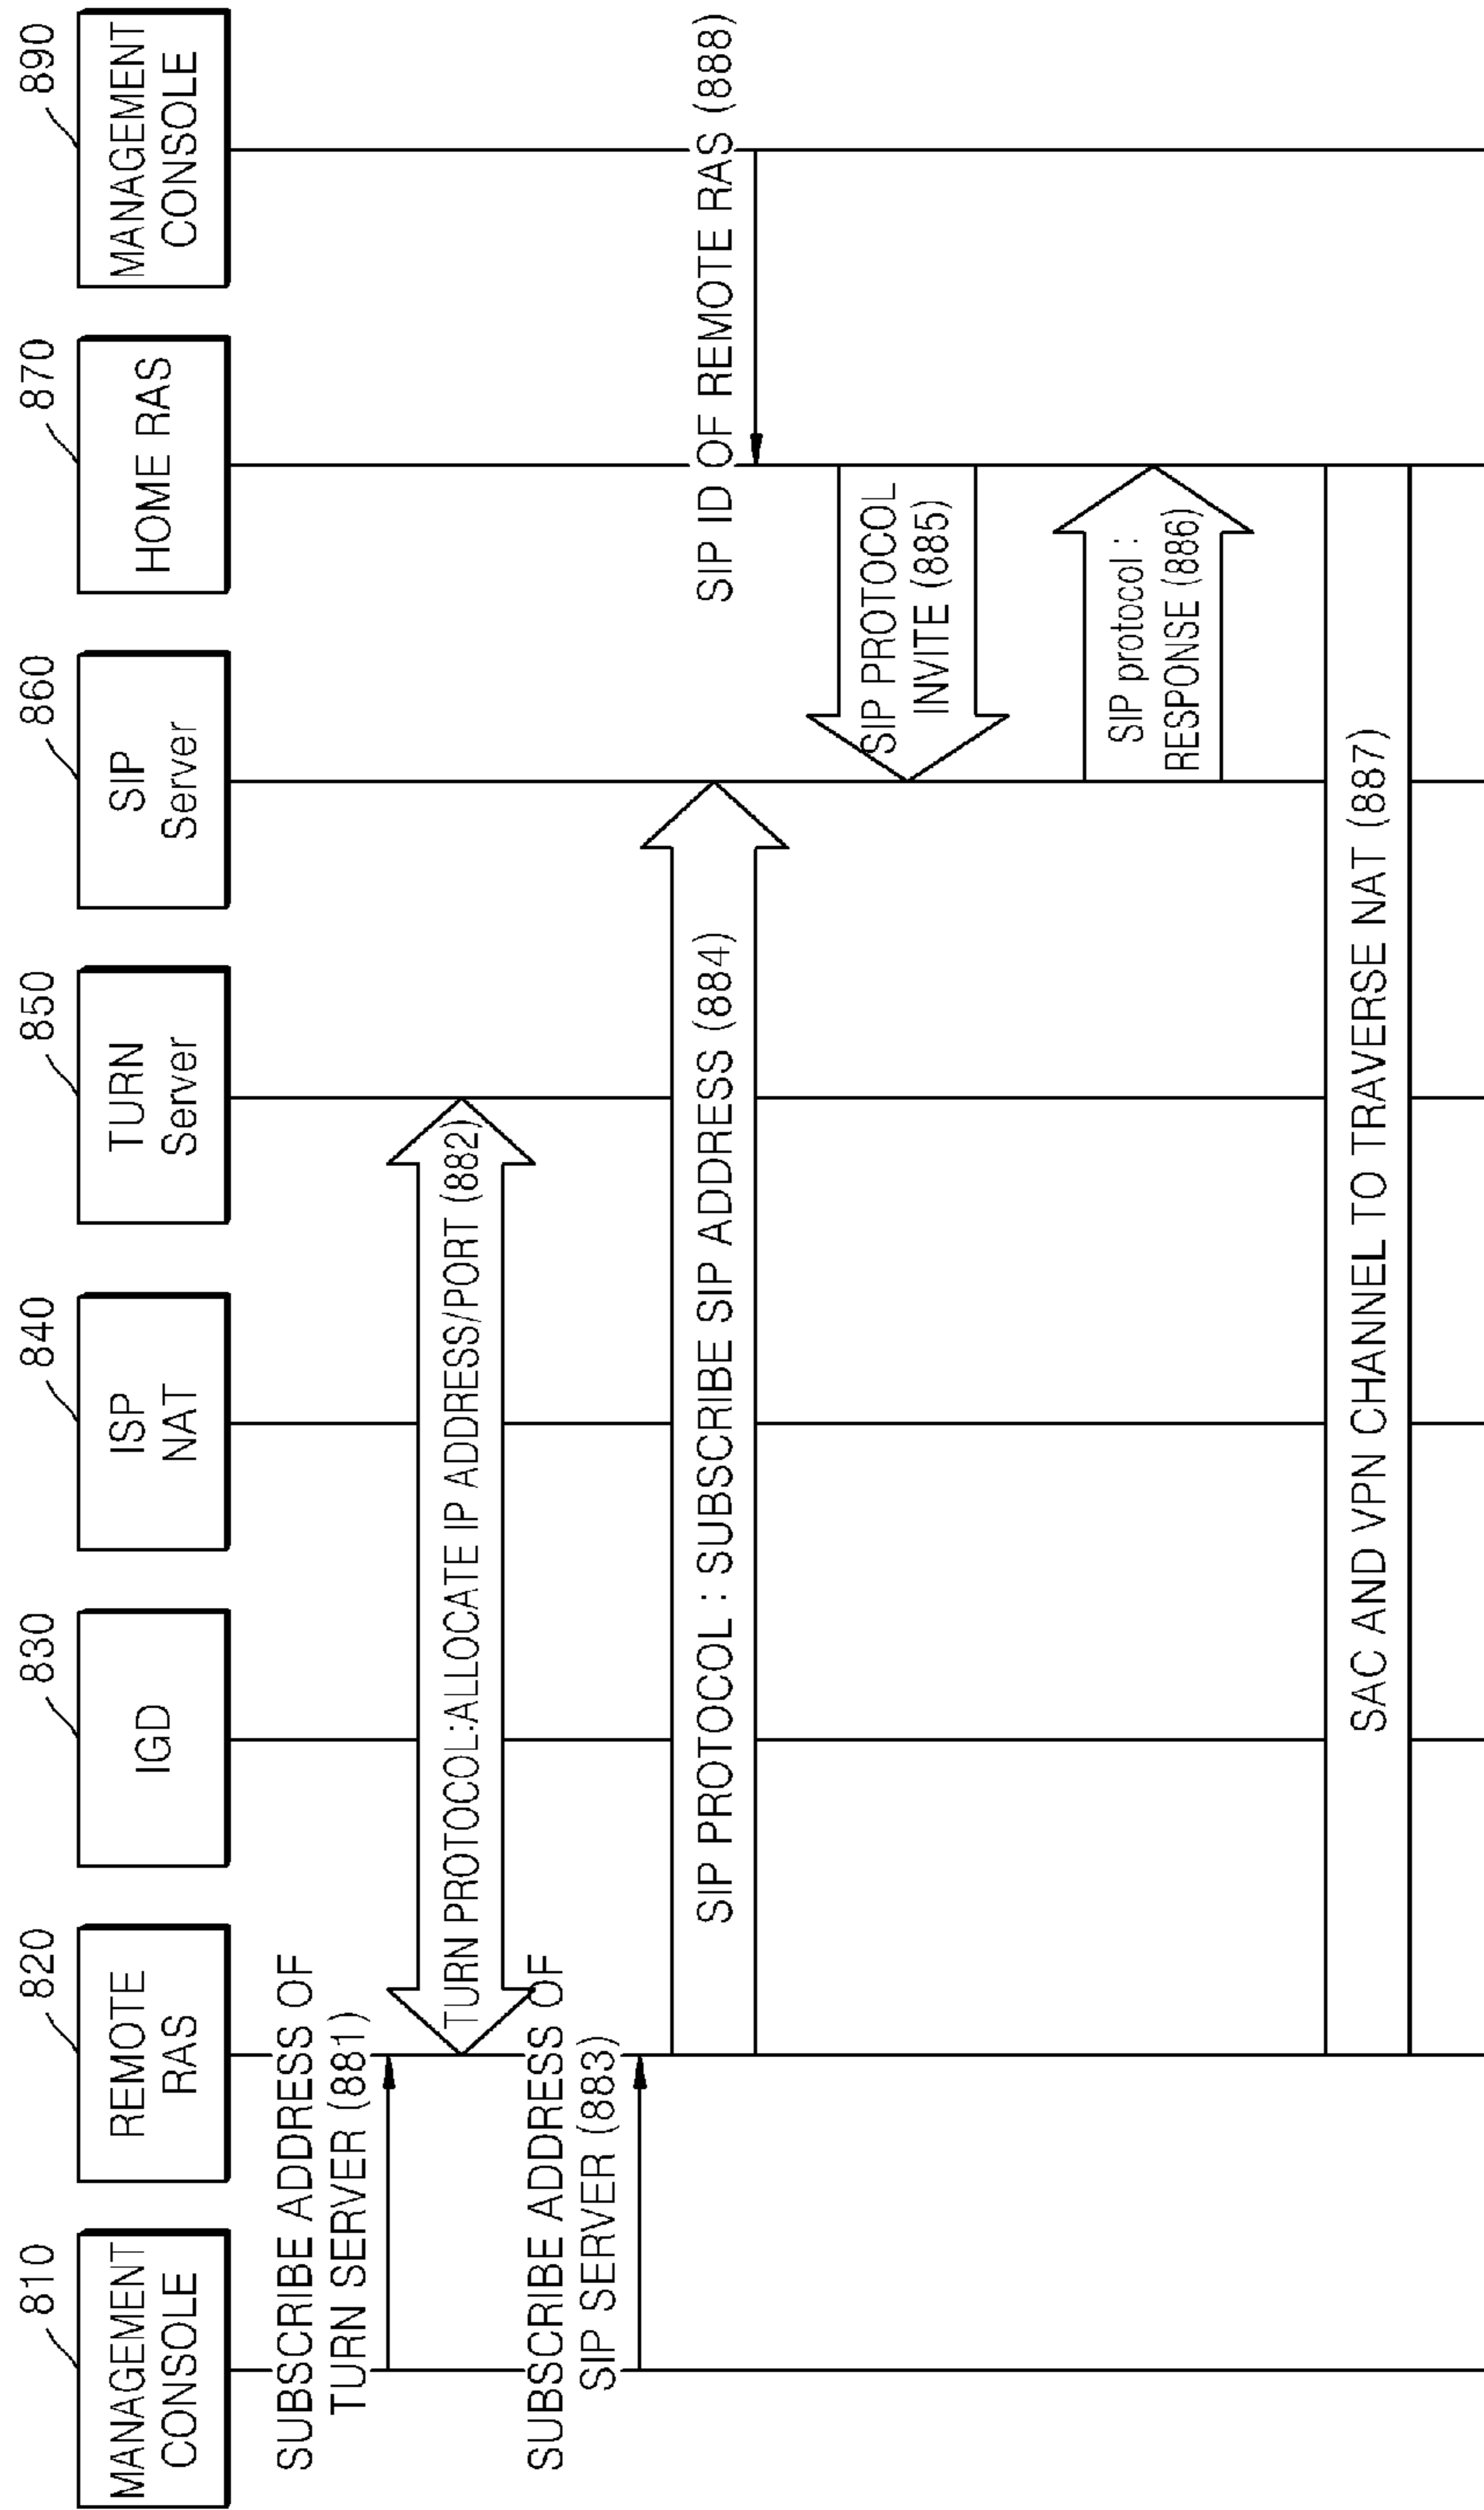 810
MANAGEMENT
CONSOLE
820
REMOTE
RAS
830
IGD
840
ISP
NAT
850
TURN
Server
860
SIP
Server
870
HOME RAS
890
MANAGEMENT
CONSOLE
SUBSCRIBE ADDRESS OF
TURN SERVER (881)
TURN PROTOCOL:ALLOCATE IP ADDRESS/PORT (882)
SUBSCRIBE ADDRESS OF
SIP SERVER (883)
SIP PROTOCOL : SUBSCRIBE SIP ADDRESS (884)
SIP ID OF REMOTE RAS (888)
SIP PROTOCOL
INVITE (885)
SIP protocol :
RESPONSE (886)
SAC AND VPN CHANNEL TO TRAVERSE NAT (887)